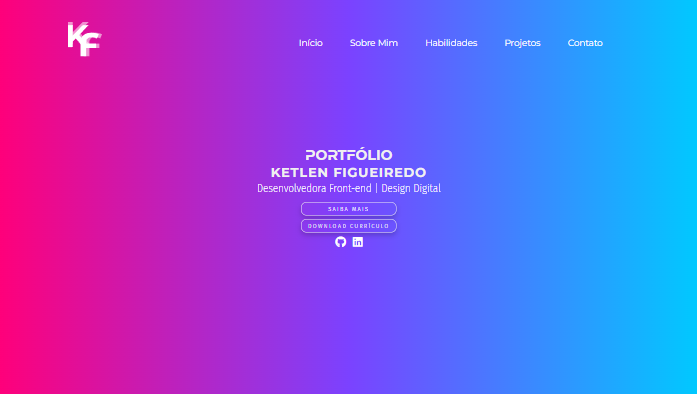 KF
Início
Sobre Mim
Habilidades
Projetos
Contato
PORTFÓLIO
KETLEN FIGUEIREDO
Desenvolvedora Front-end | Design Digital
SAIBA MAIS
DOWNLOAD CURRÍCULO
in